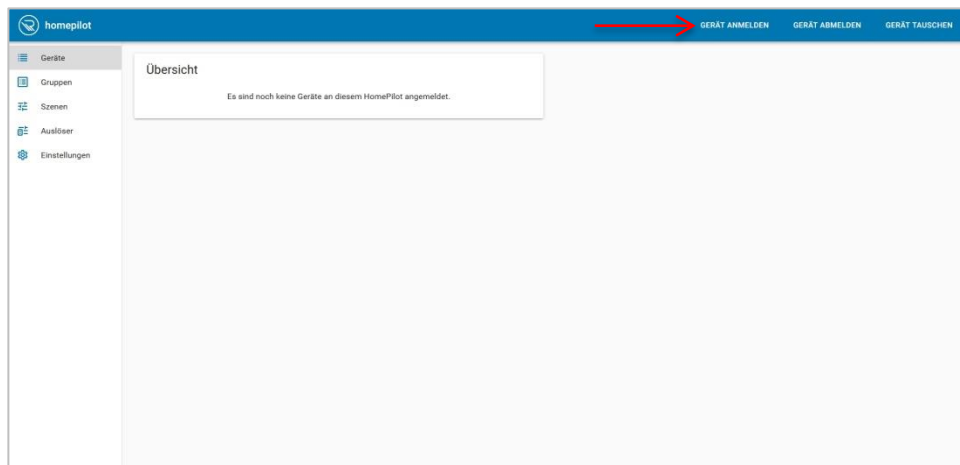 homepilot
GERÄT ANMELDEN
GERÄT ABMELDEN
GERÄT TAUSCHEN
Geräte
Gruppen
Szenen
Auslöser
Einstellungen
Übersicht
Es sind noch keine Geräte an diesem HomePilot angemeldet.